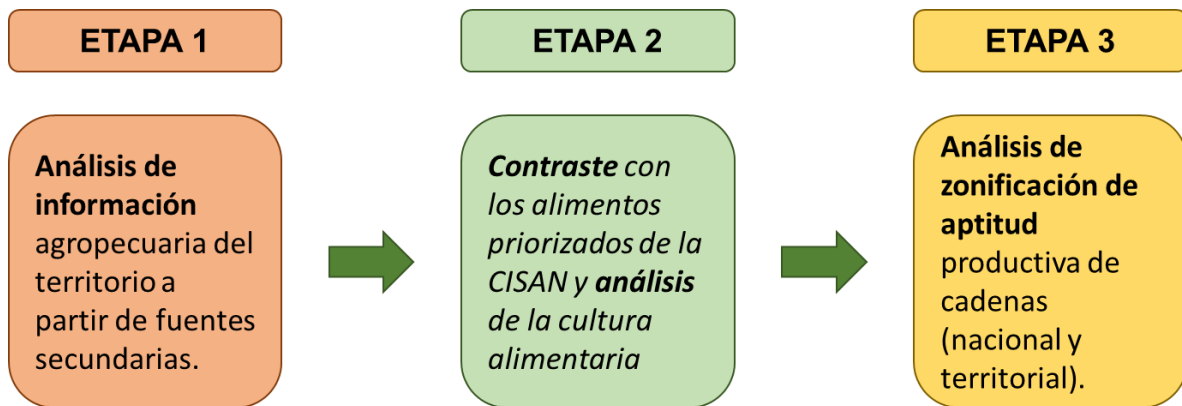 ETAPA 1
Análisis de
información
agropecuaria del
territorio a
partir de fuentes
secundarias.
ETAPA 2
Contraste con
los alimentos
priorizados de la
CISAN y análisis
de la cultura
alimentaria
ETAPA 3
Análisis de
zonificación de
aptitud
productiva de
cadenas
(nacional y
territorial).